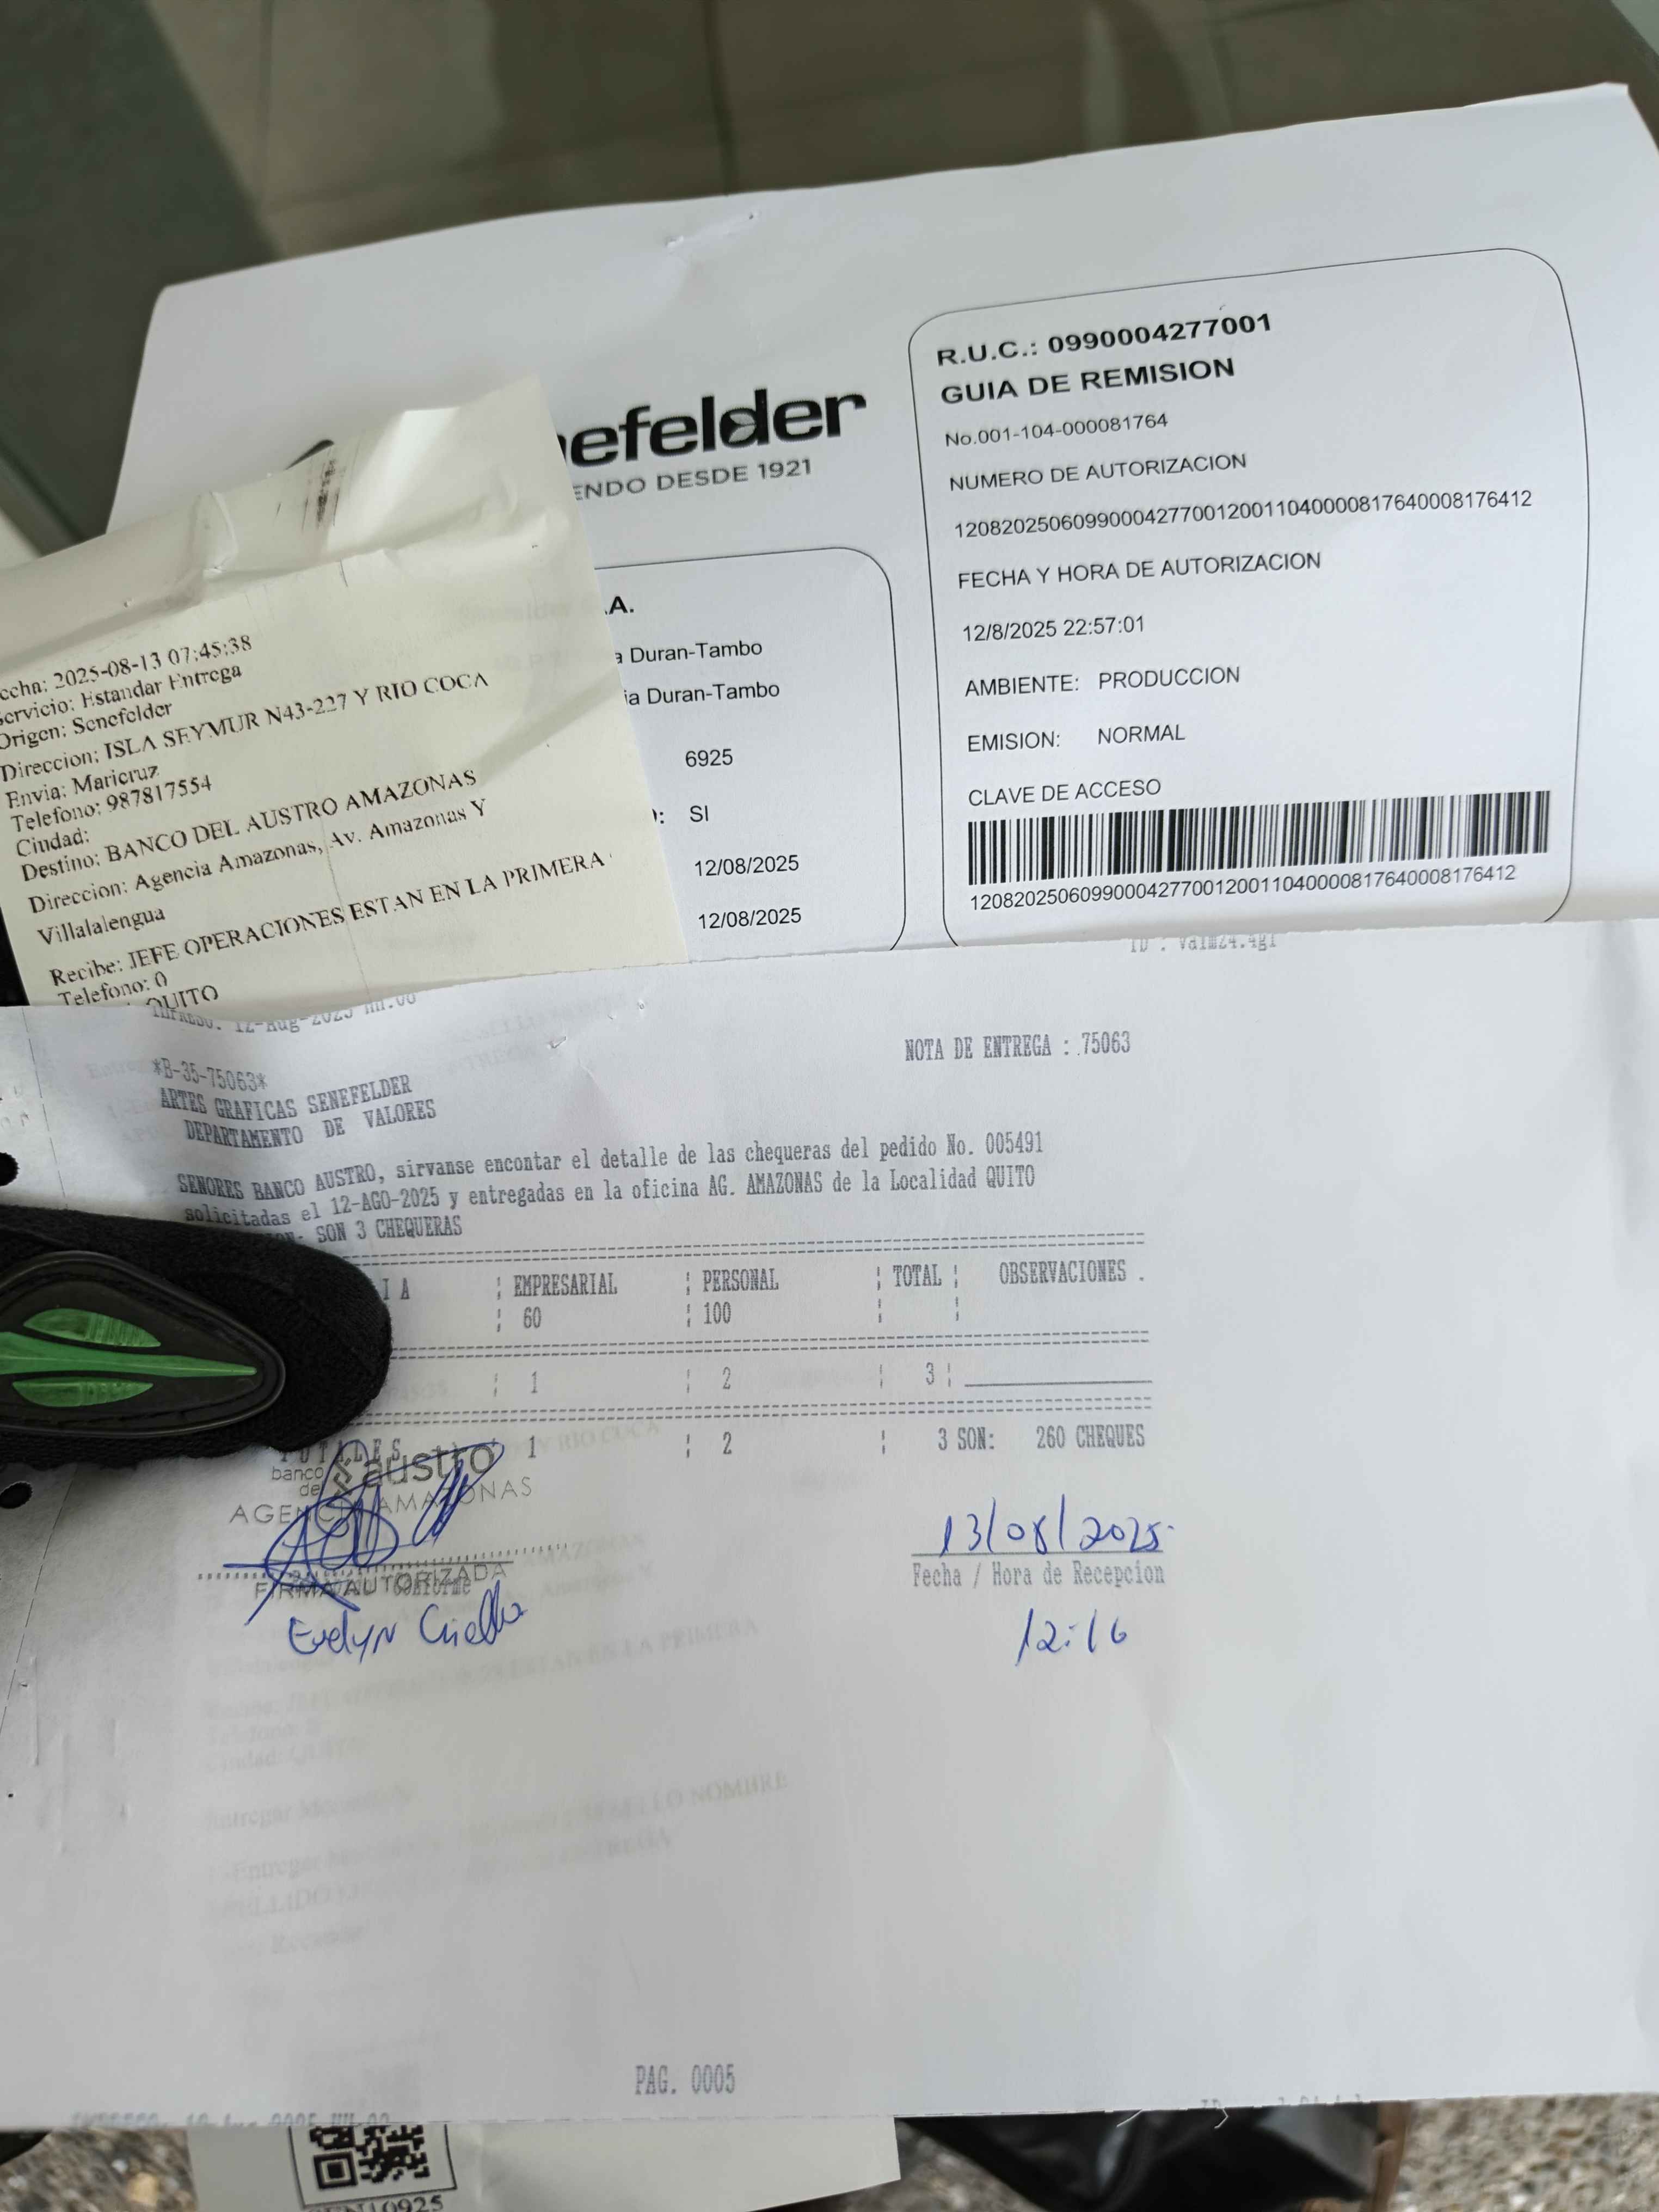 efelder
ENDO DESDE 1921
R.U.C.: 0990004277001
GUIA DE REMISION
No.001-104-000081764
NUMERO DE AUTORIZACION
1208202506099000427700120011040000817640008176412
FECHA Y HORA DE AUTORIZACION
12/8/2025 22:57:01
AMBIENTE: PRODUCCION
EMISION: NORMAL
CLAVE DE ACCESO
1208202506099000427700120011040000817640008176412
.A.
a Duran-Tambo
ia Duran-Tambo
6925
: SI
12/08/2025
12/08/2025
echa: 2025-08-13 07:45:38
Servicio: Estandar Entrega
Origen: Senefelder
Direccion: ISLA SEYMUR N43-227 Y RIO COCA
Envia: Maricruz
Telefono: 987817554
Ciudad:
Destino: BANCO DEL AUSTRO AMAZONAS
Direccion: Agencia Amazonas, Av. Amazonas Y
Villalalengua
Recibe: JEFE OPERACIONES ESTAN EN LA PRIMERA
Telefono: 0
QUITO
NOTA DE ENTREGA : 75063
*B-35-75063*
ARTES GRAFICAS SENEFELDER
DEPARTAMENTO DE VALORES
SENORES BANCO AUSTRO, sirvanse encontar el detalle de las chequeras del pedido No. 005491
solicitadas el 12-AGO-2025 y entregadas en la oficina AG. AMAZONAS de la Localidad QUITO
SON 3 CHEQUERAS
I A | EMPRESARIAL | PERSONAL | TOTAL | OBSERVACIONES .
| 60 | 100 | |
| 1 | 2 | 3 |
TOTALES 1 | 2 | 3 SON: 260 CHEQUES
banco del austro
AGENCIA AMAZONAS
FIRMA AUTORIZADA
Conforme
Evelyn
13/08/2025
Fecha / Hora de Recepcion
12:16
PAG. 0005
10925